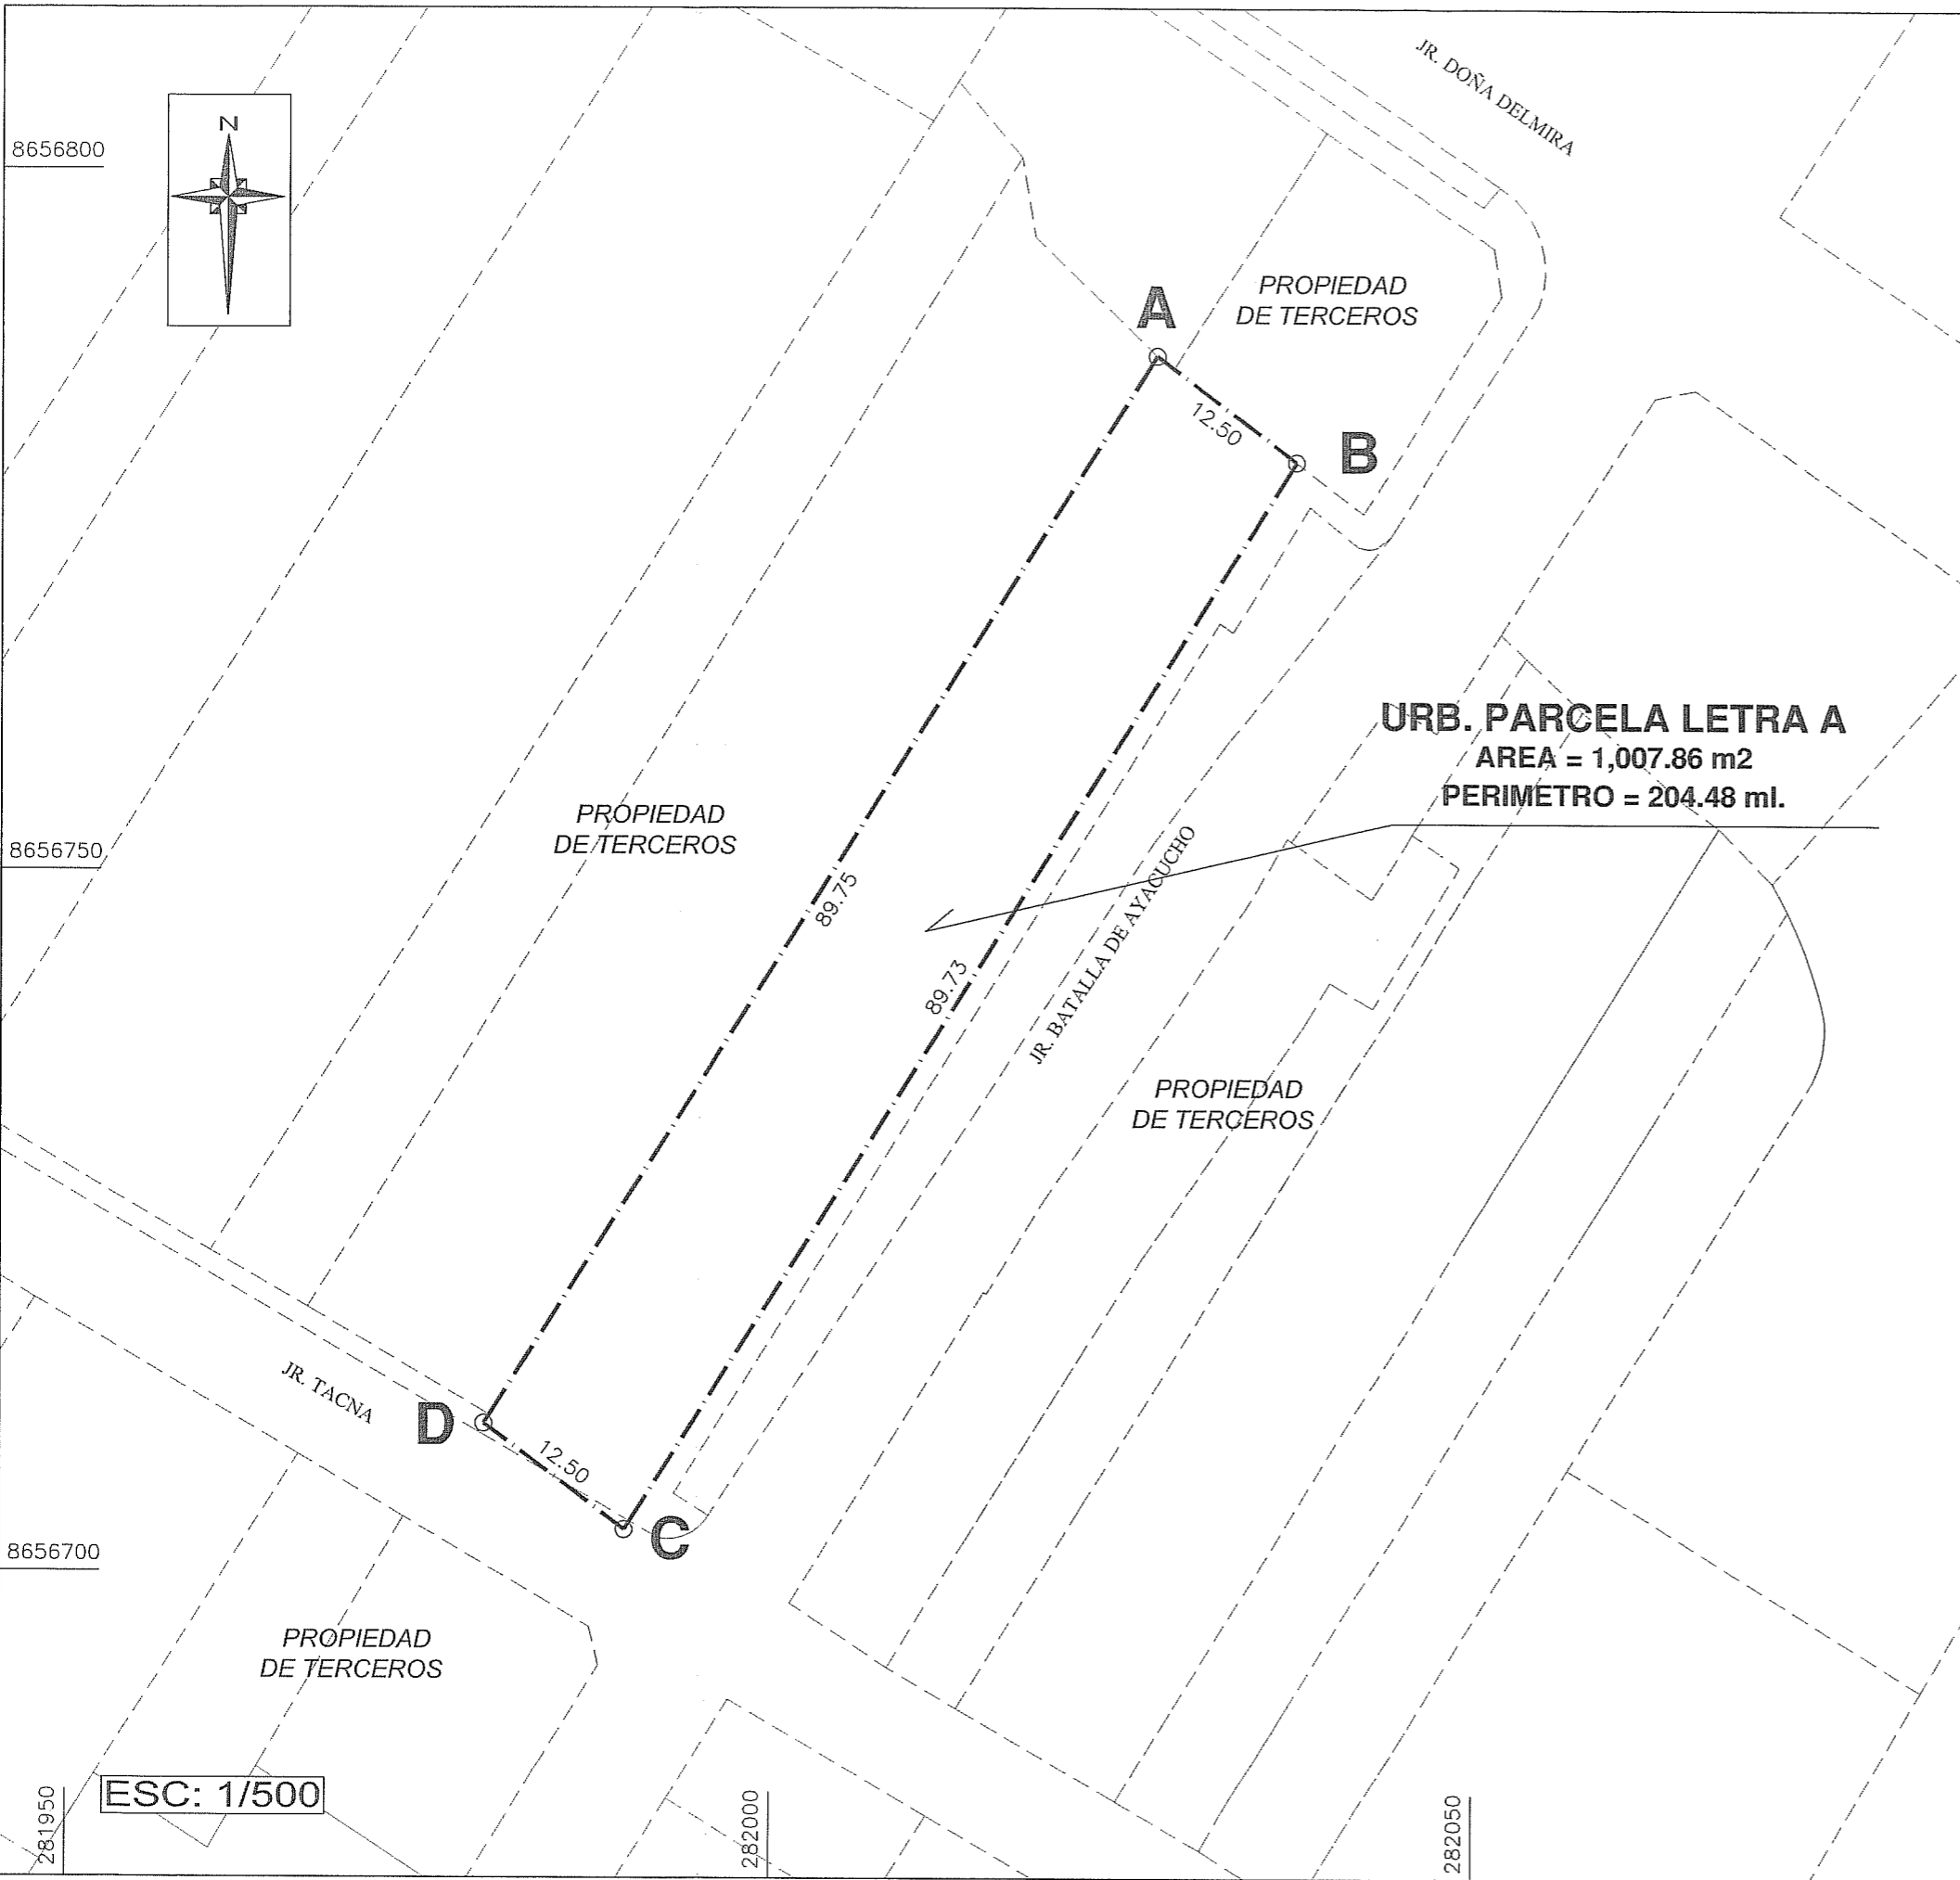 JR. DOÑA DELMIRA
N
8656800
PROPIEDAD
DE TERCEROS
A
12.50
B
URB. PARCELA LETRA A
AREA = 1,007.86 m2
PERIMETRO = 204.48 ml.
PROPIEDAD
DE TERCEROS
8656750
89.75
89.73
JR. BATALLA DE AYACUCHO
PROPIEDAD
DE TERCEROS
JR. TACNA
D
12.50
C
8656700
PROPIEDAD
DE TERCEROS
ESC: 1/500
281950
282000
282050